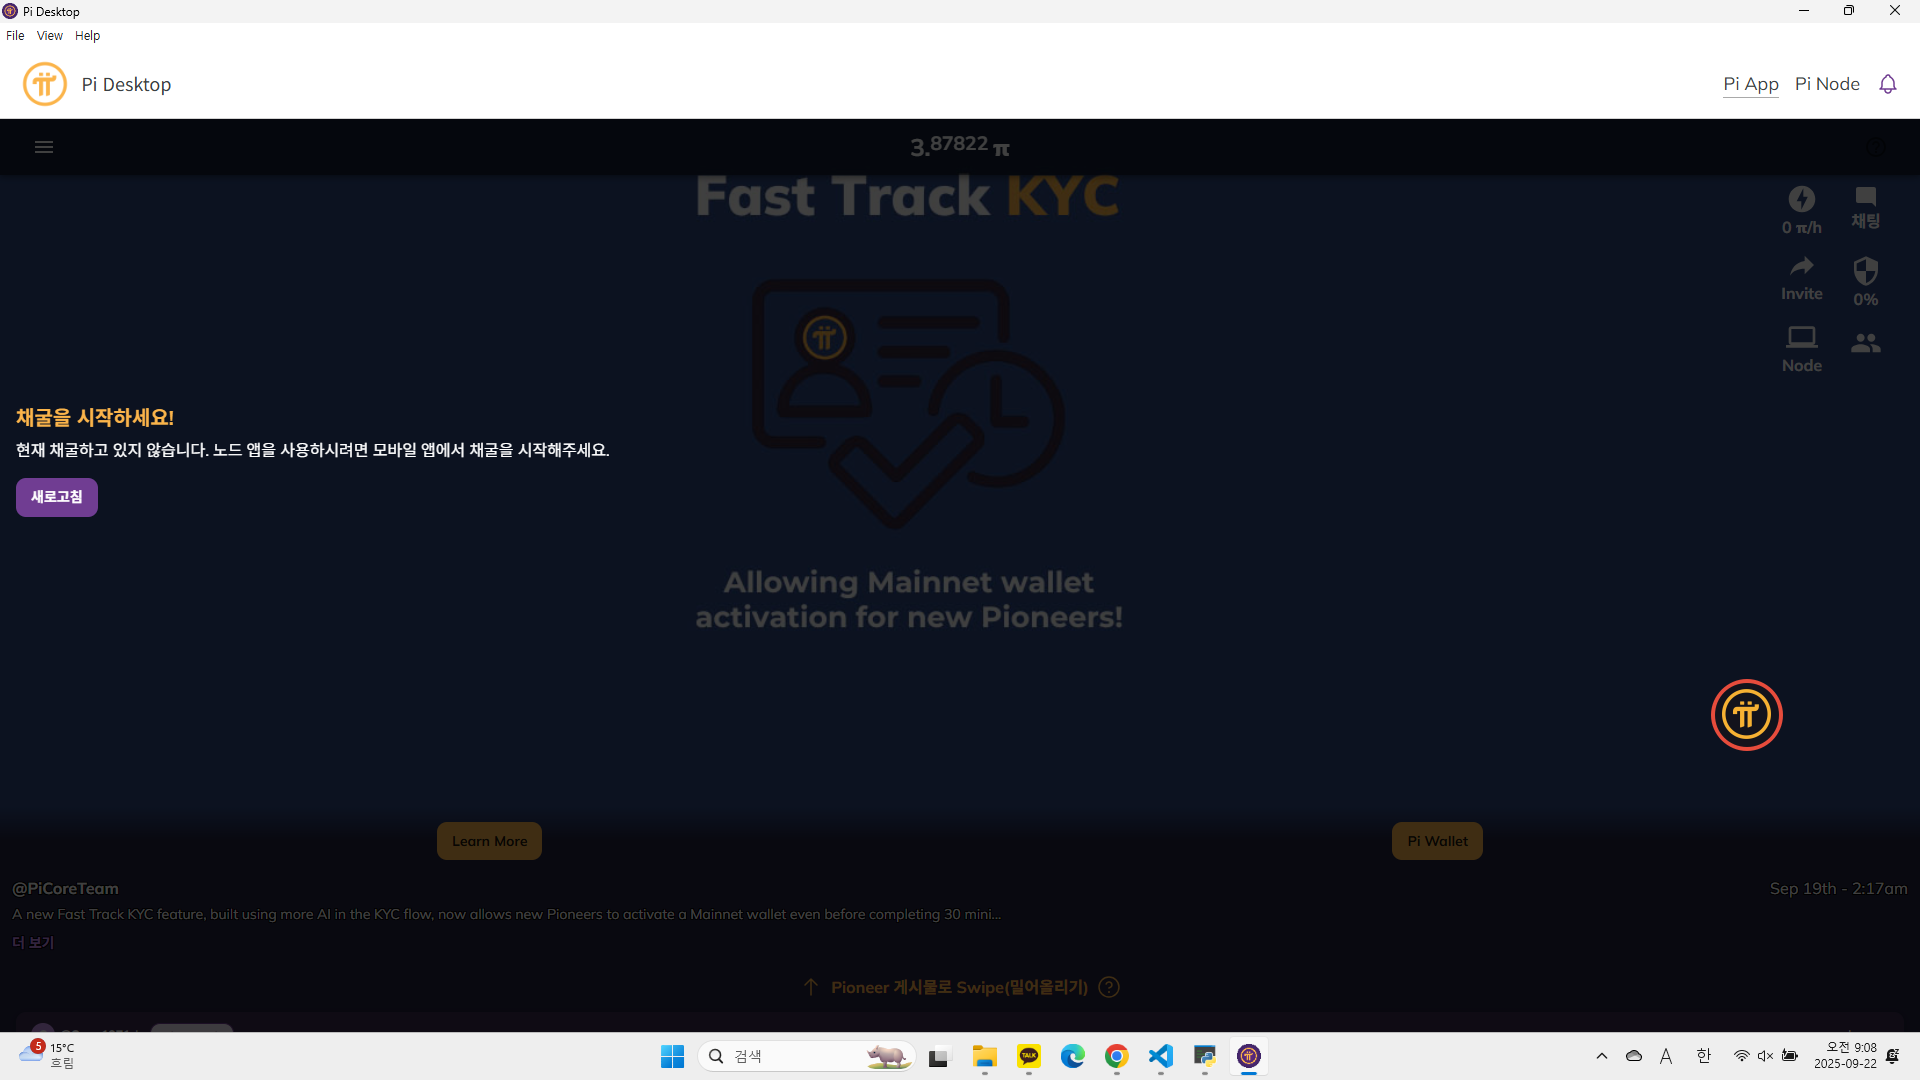 Pi Desktop
File View Help
Pi Desktop
Pi App Pi Node
3.87822 π
Fast Track KYC
0 π/h
채팅
Invite
0%
Node
채굴을 시작하세요!
현재 채굴하고 있지 않습니다. 노드 앱을 사용하시려면 모바일 앱에서 채굴을 시작해주세요.
새로고침
Allowing Mainnet wallet
activation for new Pioneers!
Learn More
Pi Wallet
@PiCoreTeam
Sep 19th - 2:17am
A new Fast Track KYC feature, built using more AI in the KYC flow, now allows new Pioneers to activate a Mainnet wallet even before completing 30 mini...
더 보기
Pioneer 게시물로 Swipe(밀어올리기)
5
15°C
흐림
검색
TALK
A
한
오전 9:08
2025-09-22